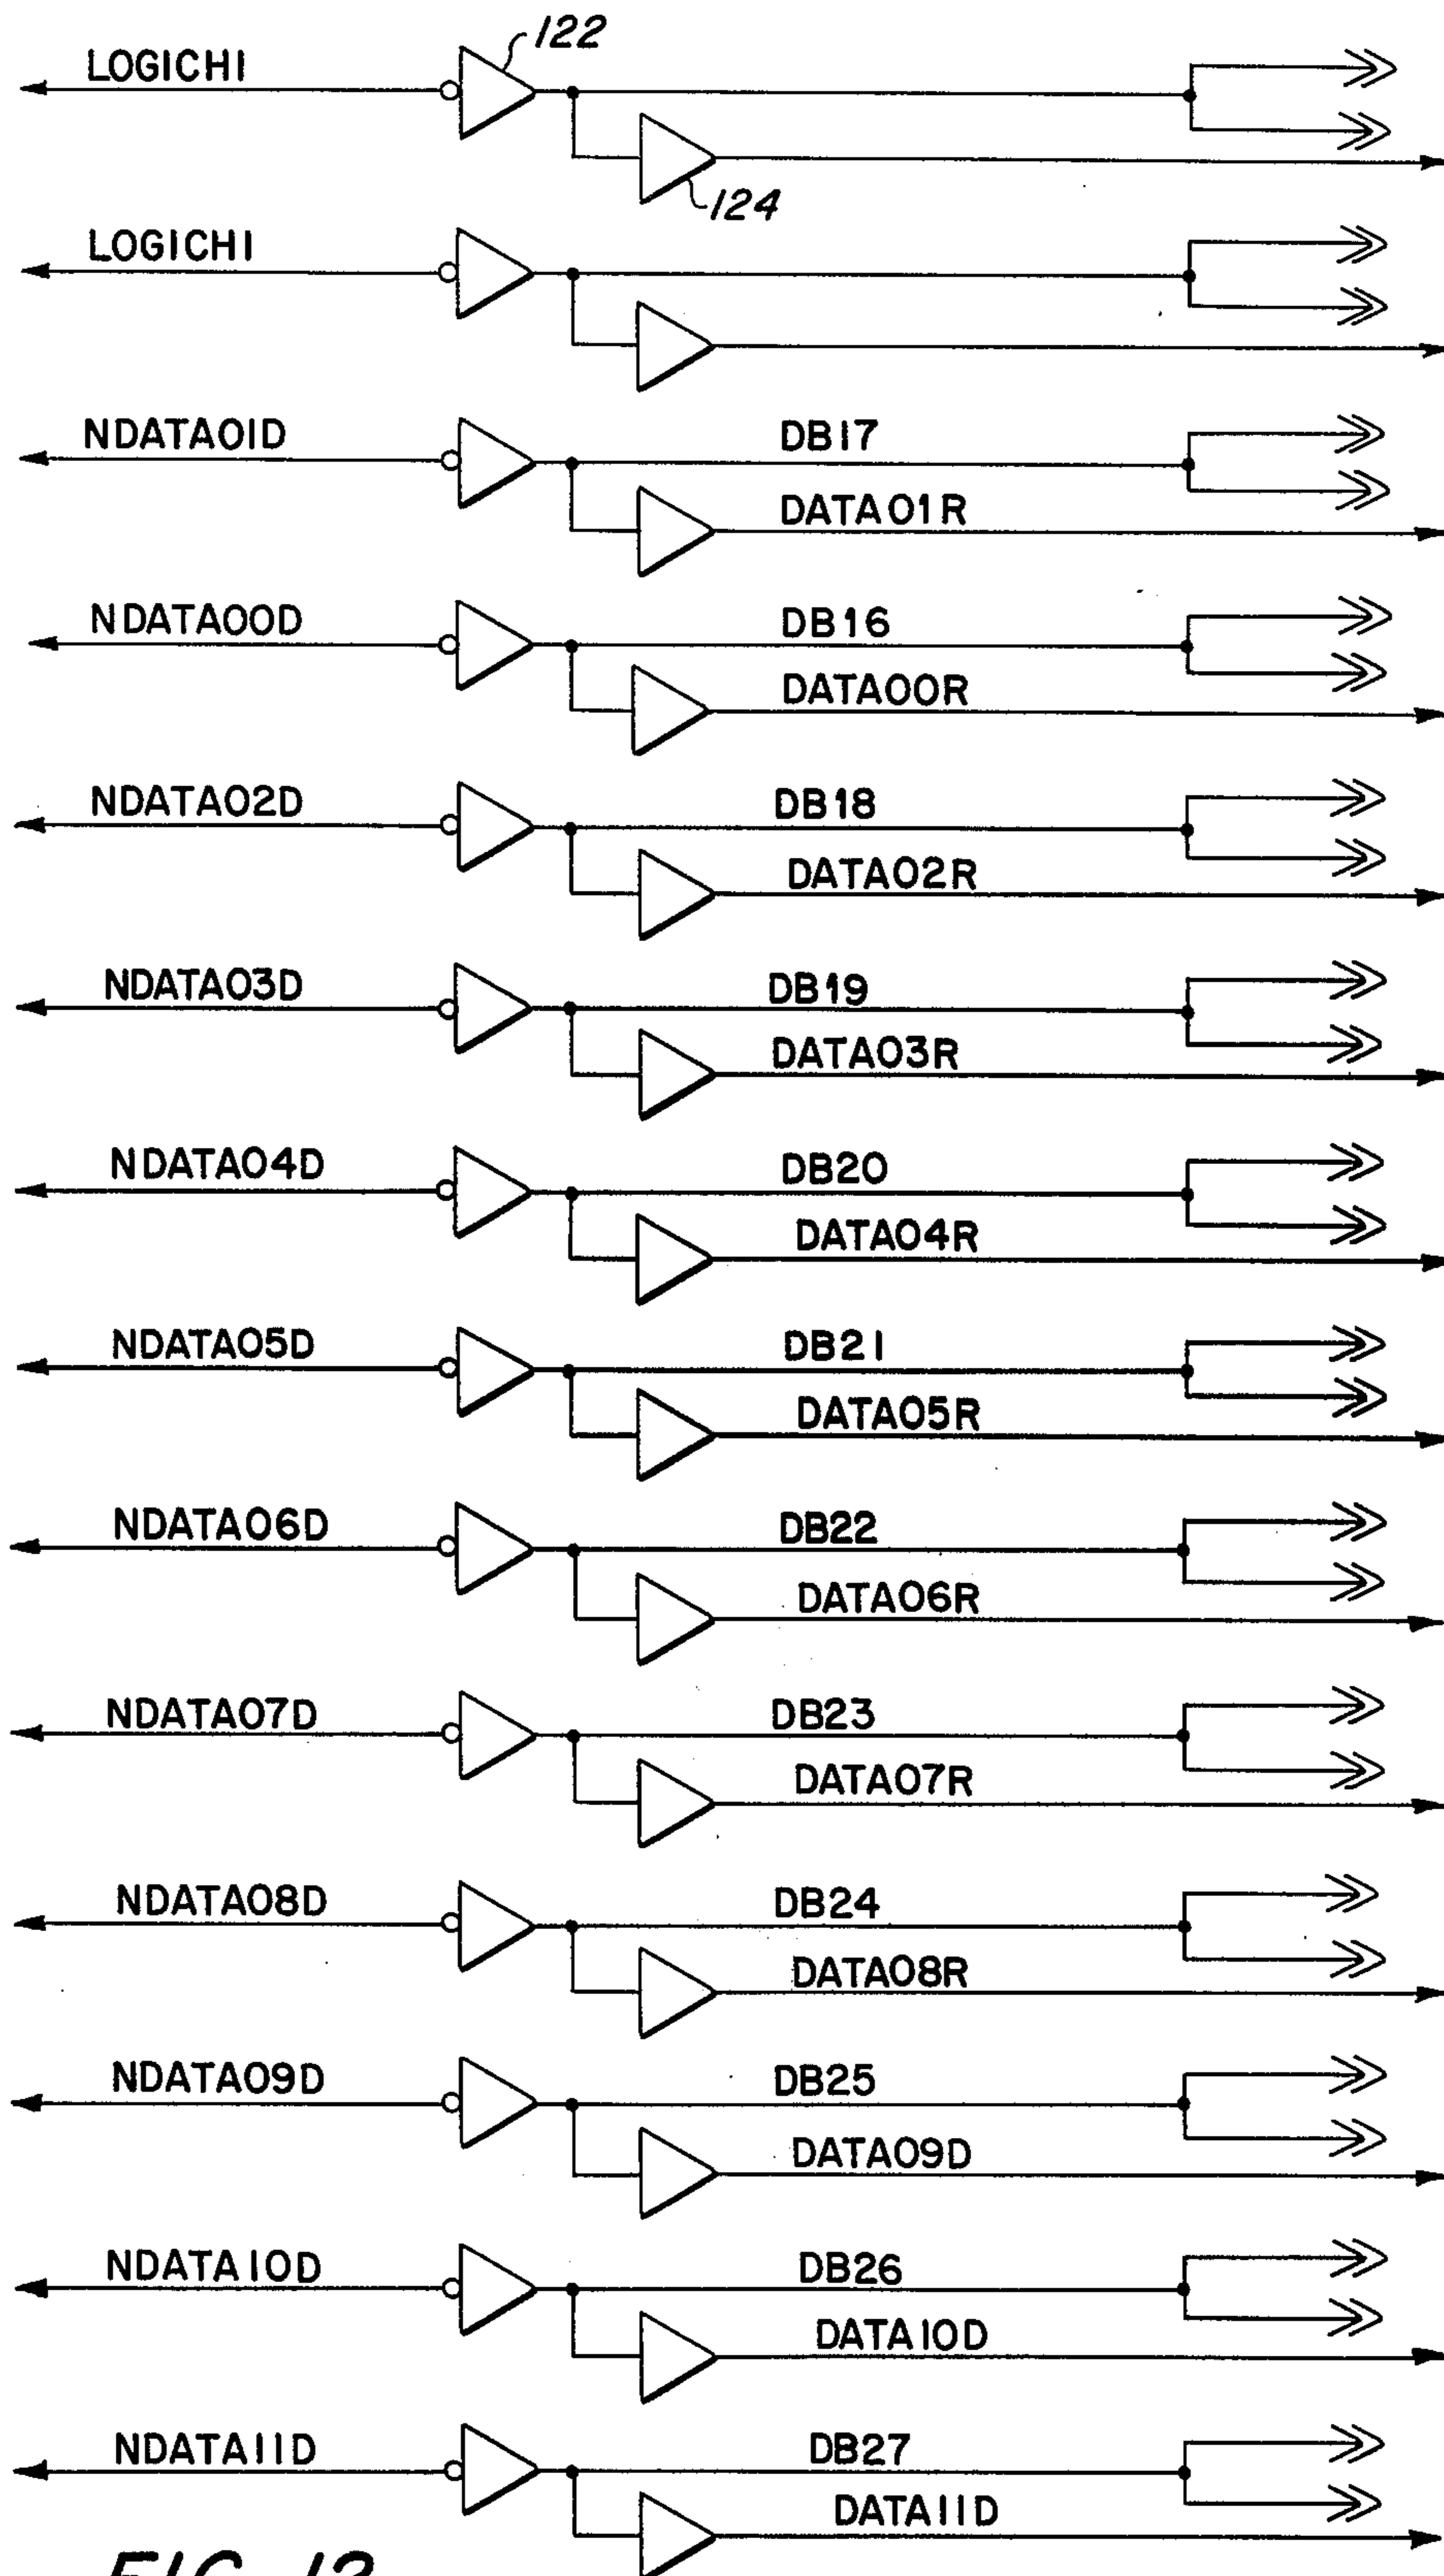 122
LOGICHI
124
LOGICHI
NDATA01D
DB17
DATA01R
NDATA00D
DB16
DATA00R
NDATA02D
DB18
DATA02R
NDATA03D
DB19
DATA03R
NDATA04D
DB20
DATA04R
NDATA05D
DB21
DATA05R
NDATA06D
DB22
DATA06R
NDATA07D
DB23
DATA07R
NDATA08D
DB24
DATA08R
NDATA09D
DB25
DATA09D
NDATA10D
DB26
DATA10D
NDATA11D
DB27
DATA11D
FIG. 13